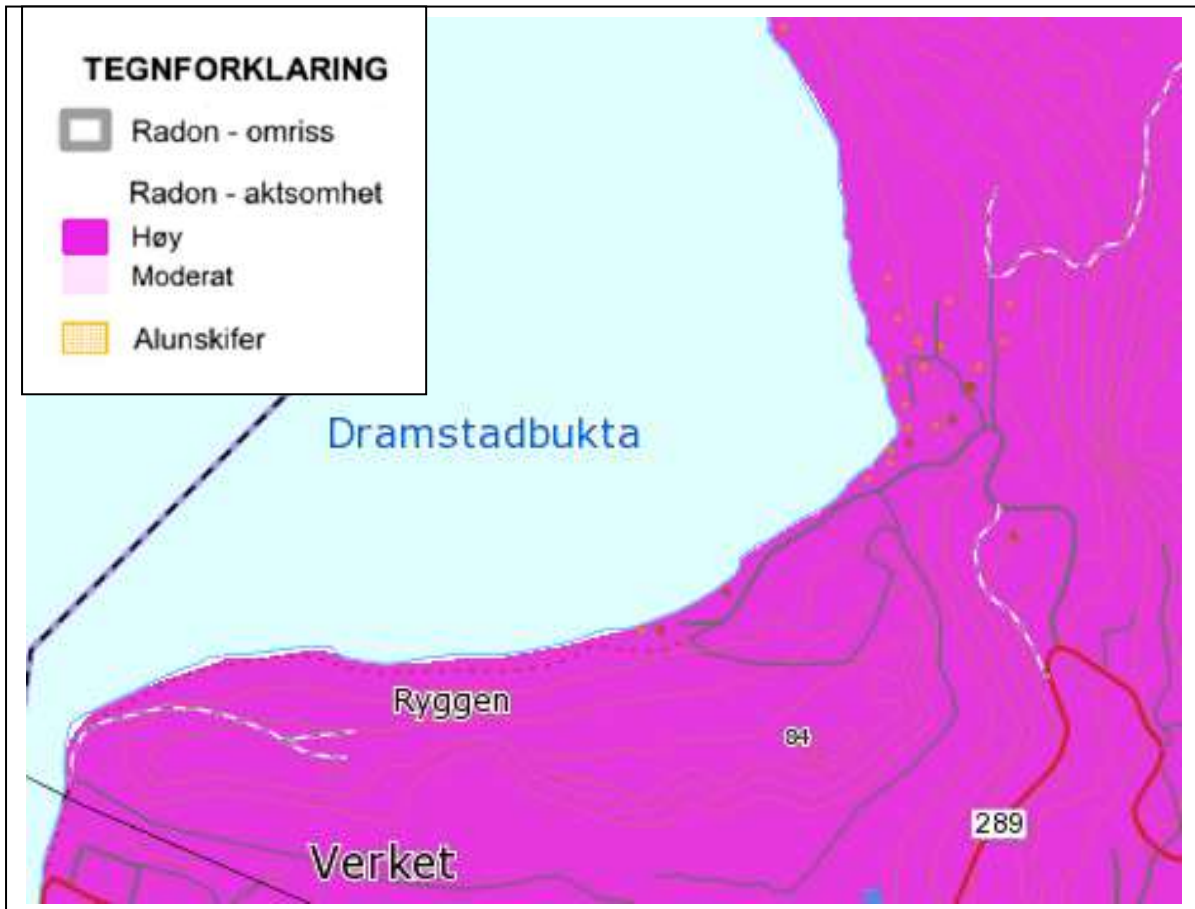 TEGNFORKLARING
Radon - omriss
Radon - aktsomhet
Høy
Moderat
Alunskifer
Dramstadbukta
Ryggen
84
289
Verket